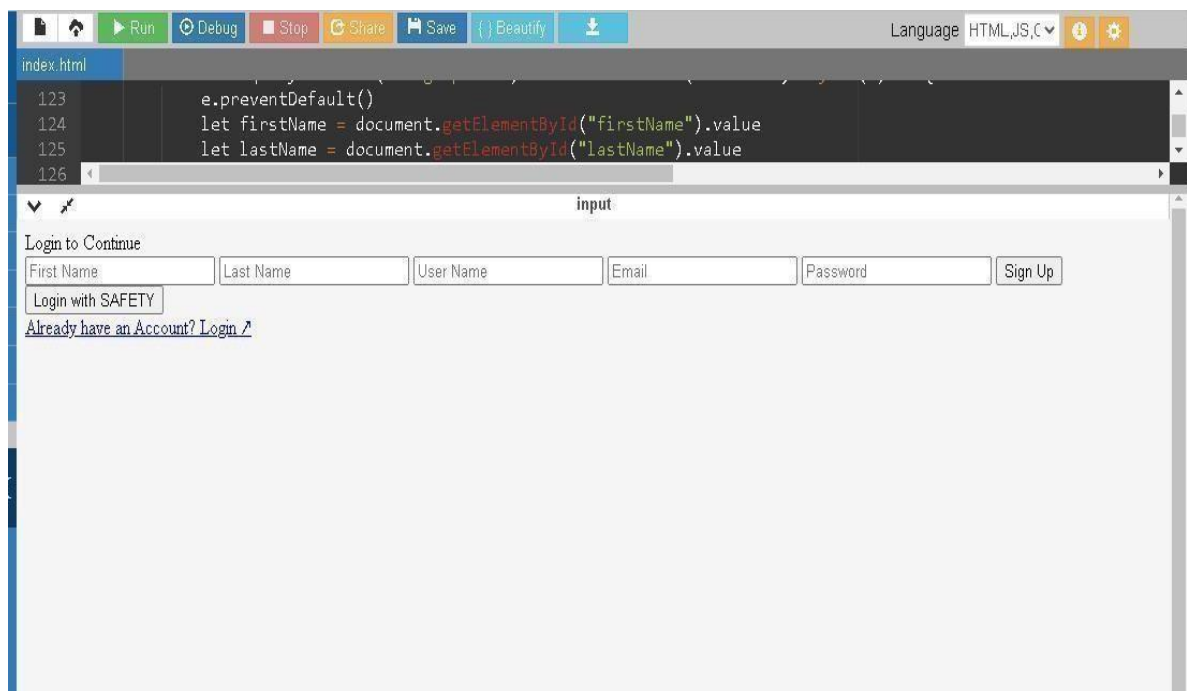 Run Debug Stop Share Save { } Beautify Language HTML,JS,C
index.html
123 e.preventDefault()
124 let firstName = document.getElementById("firstName").value
125 let lastName = document.getElementById("lastName").value
126
input
Login to Continue
First Name Last Name User Name Email Password Sign Up
Login with SAFETY
Already have an Account? Login ↗